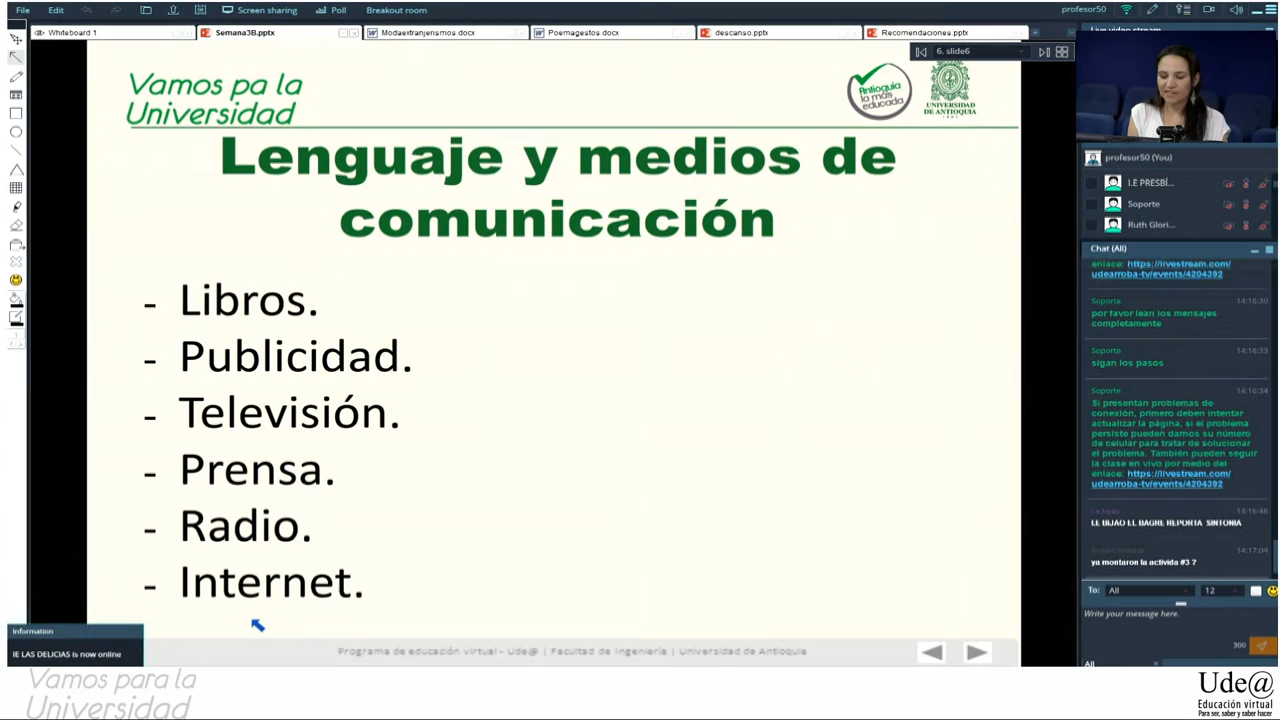 File Edit Screen sharing Poll Breakout room profesor50
Whiteboard 1 Semana3B.pptx Modaextranjerismos.docx Poemagestos.docx descanso.pptx Recomendaciones.pptx
Live video stream
6. slide6
Vamos pa la
Universidad
Antioquia
la más
educada
UNIVERSIDAD
DE ANTIOQUIA
Lenguaje y medios de
comunicación
- Libros.
- Publicidad.
- Televisión.
- Prensa.
- Radio.
- Internet.
Programa de educación virtual - Ude@ | Facultad de Ingeniería | Universidad de Antioquia
Information
IE LAS DELICIAS is now online
profesor50 (You)
I.E PRESBÍ...
Soporte
Ruth Glori...
Chat (All)
enlace: https://livestream.com/
udearroba-tv/events/4204392
Soporte 14:16:30
por favor lean los mensajes
completamente
Soporte 14:16:33
sigan los pasos
Soporte 14:16:34
Si presentan problemas de
conexión, primero deben intentar
actualizar la página, si el problema
persiste pueden darnos su número
de celular para tratar de solucionar
el problema. También pueden seguir
la clase en vivo por medio del
enlace: https://livestream.com/
udearroba-tv/events/4204392
14:16:46
LE BIJAO EL BAGRE REPORTA SINTONIA
14:17:04
ya montaron la activida #3 ?
To: All 12
Write your message here.
300
All
Vamos para la
Universidad
Ude@
Educación virtual
Para ser, saber y saber hacer